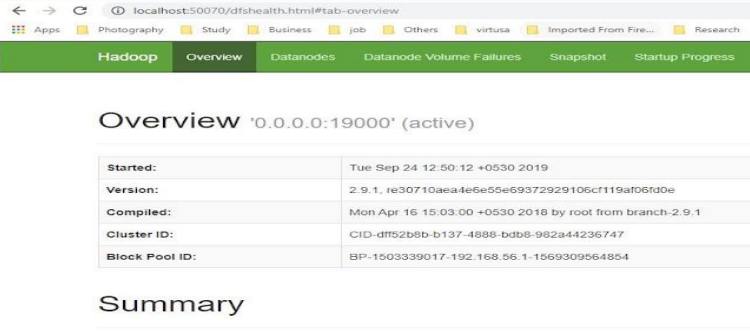 localhost:50070/dfshealth.html#tab-overview
Apps Photography Study Business job Others virtusa Imported From Fire... Research
Hadoop Overview Datanodes Datanode Volume Failures Snapshot Startup Progress
Overview '0.0.0.0:19000' (active)
Started: Tue Sep 24 12:50:12 +0530 2019
Version: 2.9.1, re30710aea4e6e55e69372929106cf119af06fd0e
Compiled: Mon Apr 16 15:03:00 +0530 2018 by root from branch-2.9.1
Cluster ID: CID-dff52b8b-b137-4888-bdb8-982a44236747
Block Pool ID: BP-1503339017-192.168.56.1-1569309564854
Summary